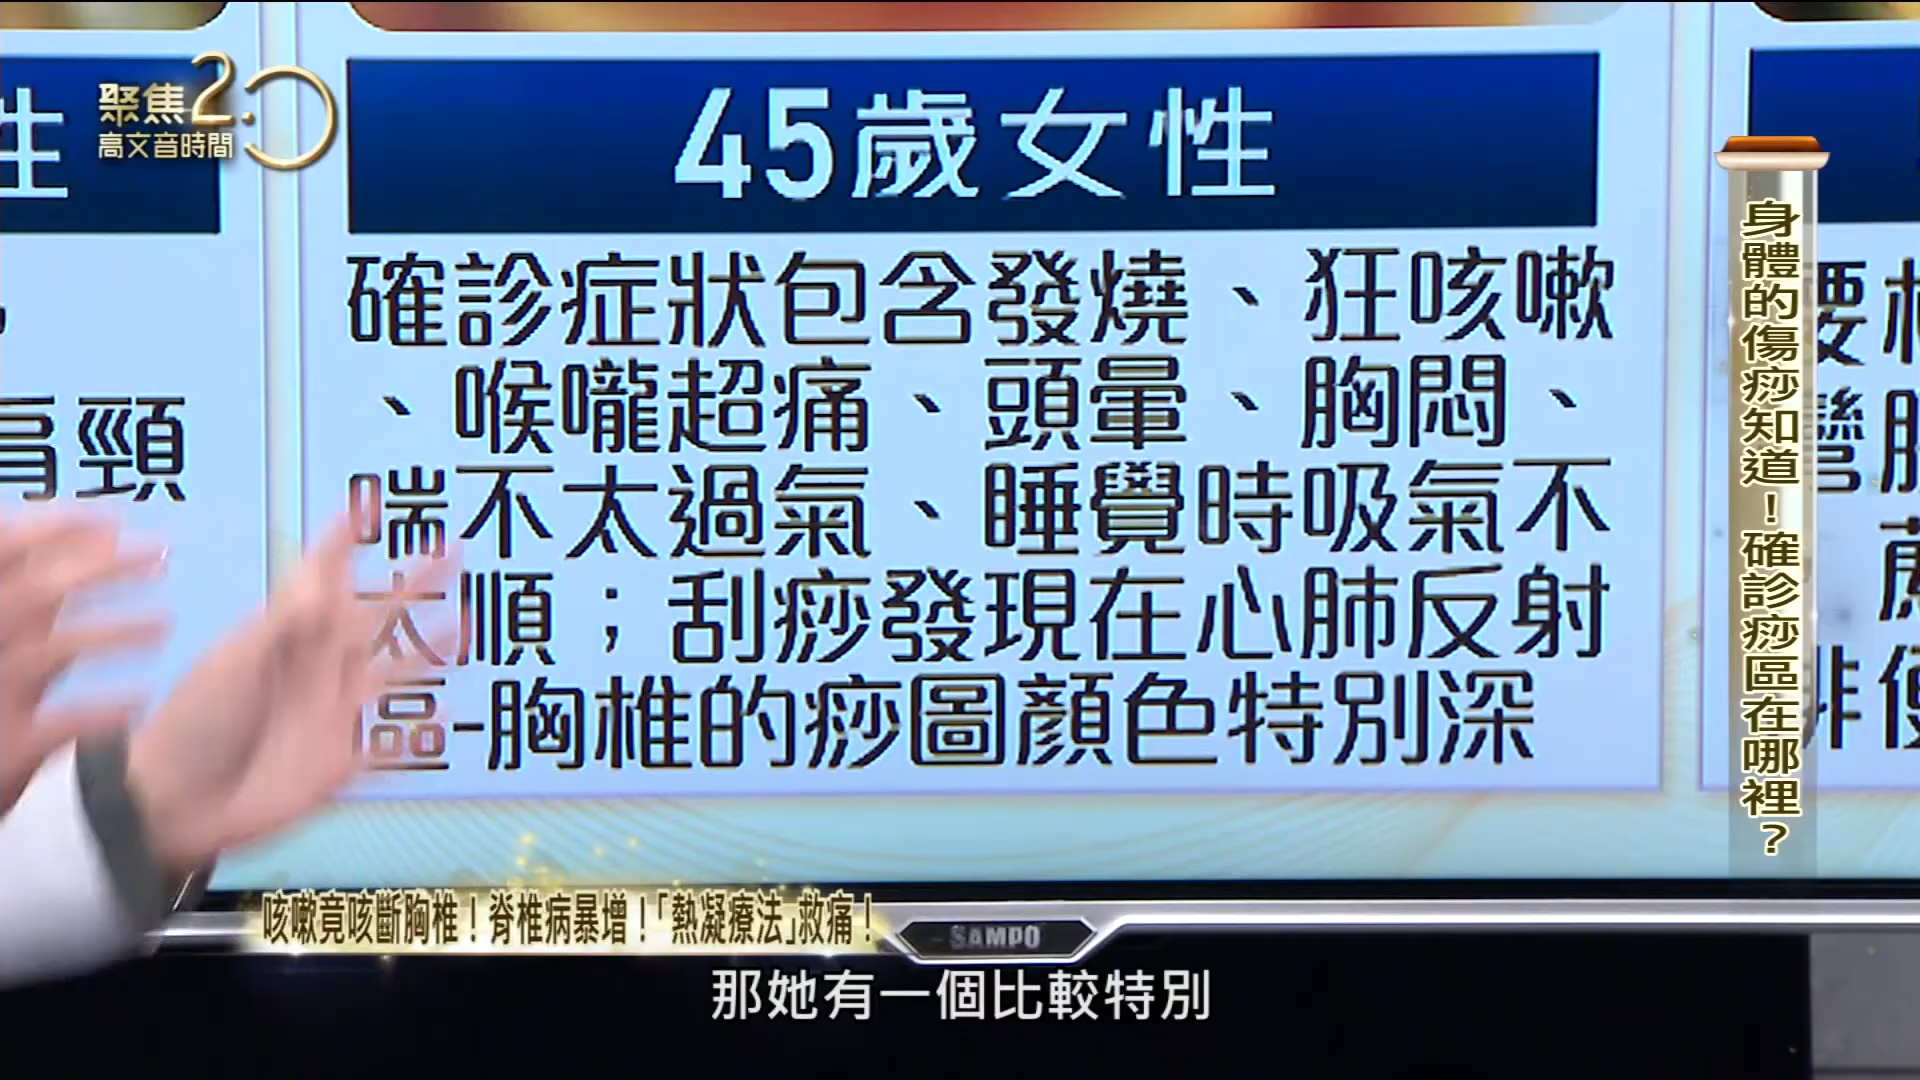 聚焦2.0
高文音時間
性
肩頸
45歲女性
確診症狀包含發燒、狂咳嗽
、喉嚨超痛、頭暈、胸悶、
喘不太過氣、睡覺時吸氣不
太順；刮痧發現在心肺反射
區-胸椎的痧圖顏色特別深
身體的傷痧知道！確診痧區在哪裡？
咳嗽竟咳斷胸椎！脊椎病暴增！「熱凝療法」救痛！
SAMPO
那她有一個比較特別